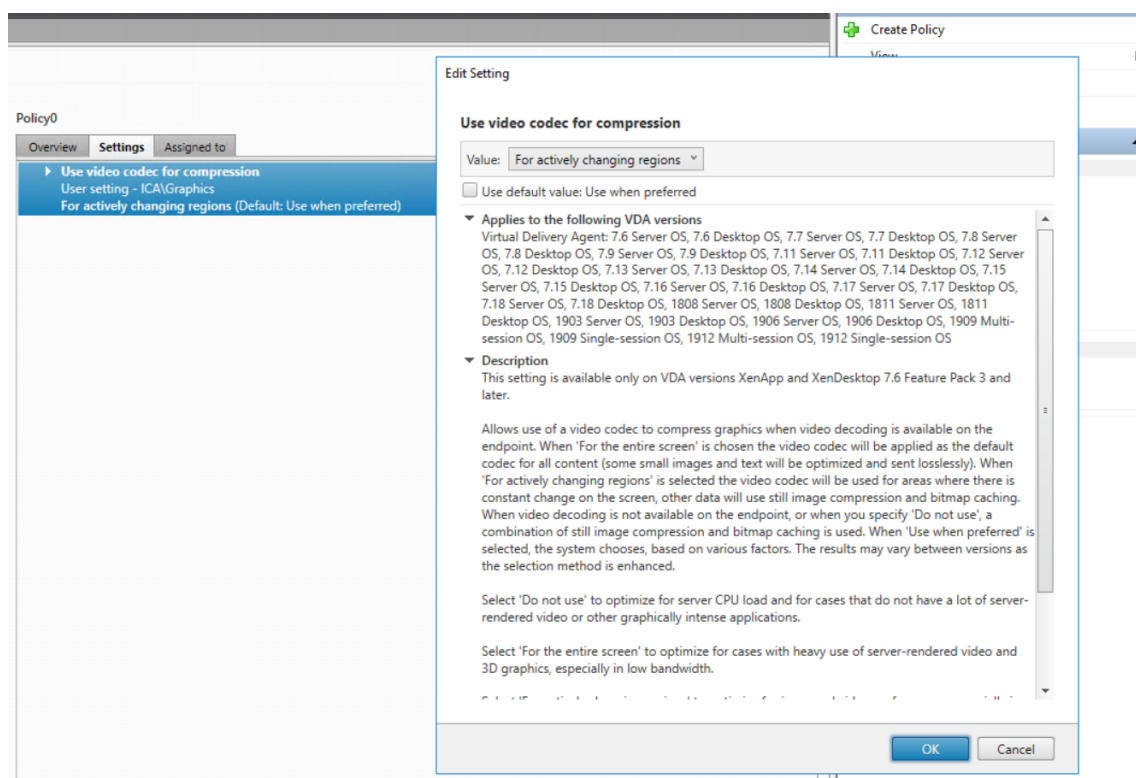 Create Policy
View
Edit Setting
Policy0
Use video codec for compression
Overview Settings Assigned to
Value: For actively changing regions
Use video codec for compression
User setting - ICA\Graphics
For actively changing regions (Default: Use when preferred)
Use default value: Use when preferred
Applies to the following VDA versions
Virtual Delivery Agent: 7.6 Server OS, 7.6 Desktop OS, 7.7 Server OS, 7.7 Desktop OS, 7.8 Server
OS, 7.8 Desktop OS, 7.9 Server OS, 7.9 Desktop OS, 7.11 Server OS, 7.11 Desktop OS, 7.12 Server
OS, 7.12 Desktop OS, 7.13 Server OS, 7.13 Desktop OS, 7.14 Server OS, 7.14 Desktop OS, 7.15
Server OS, 7.15 Desktop OS, 7.16 Server OS, 7.16 Desktop OS, 7.17 Server OS, 7.17 Desktop OS,
7.18 Server OS, 7.18 Desktop OS, 1808 Server OS, 1808 Desktop OS, 1811 Server OS, 1811
Desktop OS, 1903 Server OS, 1903 Desktop OS, 1906 Server OS, 1906 Desktop OS, 1909 Multi-
session OS, 1909 Single-session OS, 1912 Multi-session OS, 1912 Single-session OS
Description
This setting is available only on VDA versions XenApp and XenDesktop 7.6 Feature Pack 3 and
later.
Allows use of a video codec to compress graphics when video decoding is available on the
endpoint. When 'For the entire screen' is chosen the video codec will be applied as the default
codec for all content (some small images and text will be optimized and sent losslessly). When
'For actively changing regions' is selected the video codec will be used for areas where there is
constant change on the screen, other data will use still image compression and bitmap caching.
When video decoding is not available on the endpoint, or when you specify 'Do not use', a
combination of still image compression and bitmap caching is used. When 'Use when preferred' is
selected, the system chooses, based on various factors. The results may vary between versions as
the selection method is enhanced.
Select 'Do not use' to optimize for server CPU load and for cases that do not have a lot of server-
rendered video or other graphically intense applications.
Select 'For the entire screen' to optimize for cases with heavy use of server-rendered video and
3D graphics, especially in low bandwidth.
OK Cancel